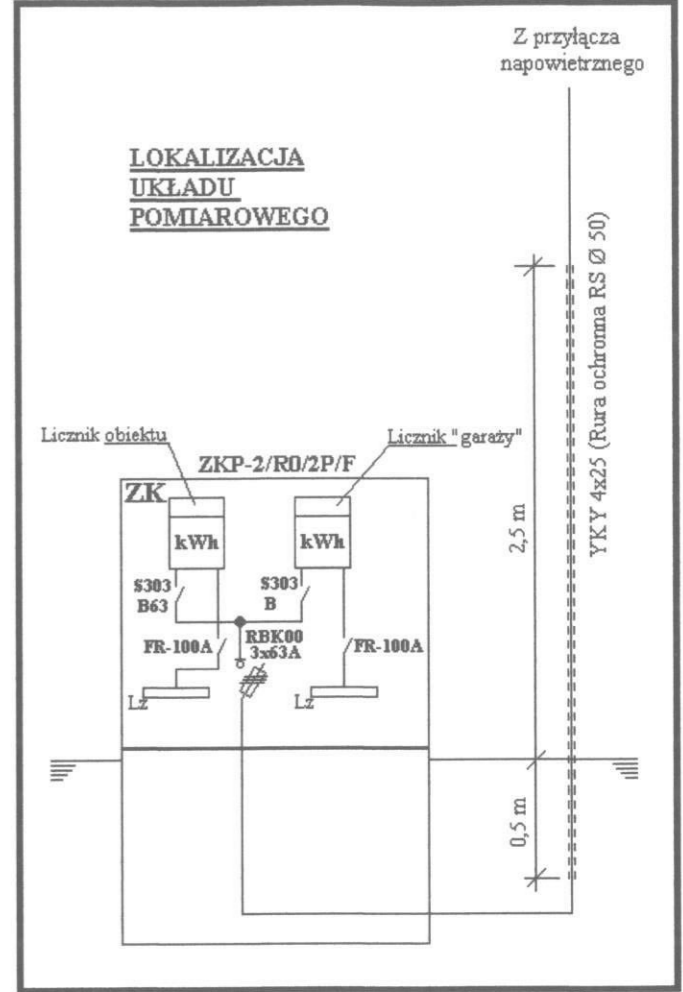 Z przyłącza
napowietrznego
LOKALIZACJA
UKŁADU
POMIAROWEGO
YKY 4x25 (Rura ochronna RS Ø 50)
2,5 m
Licznik obiektu
Licznik "garaży"
ZKP-2/R0/2P/F
ZK
kWh
kWh
S303
B63
S303
B
FR-100A
RBK00
3x63A
FR-100A
Lz
Lz
0,5 m